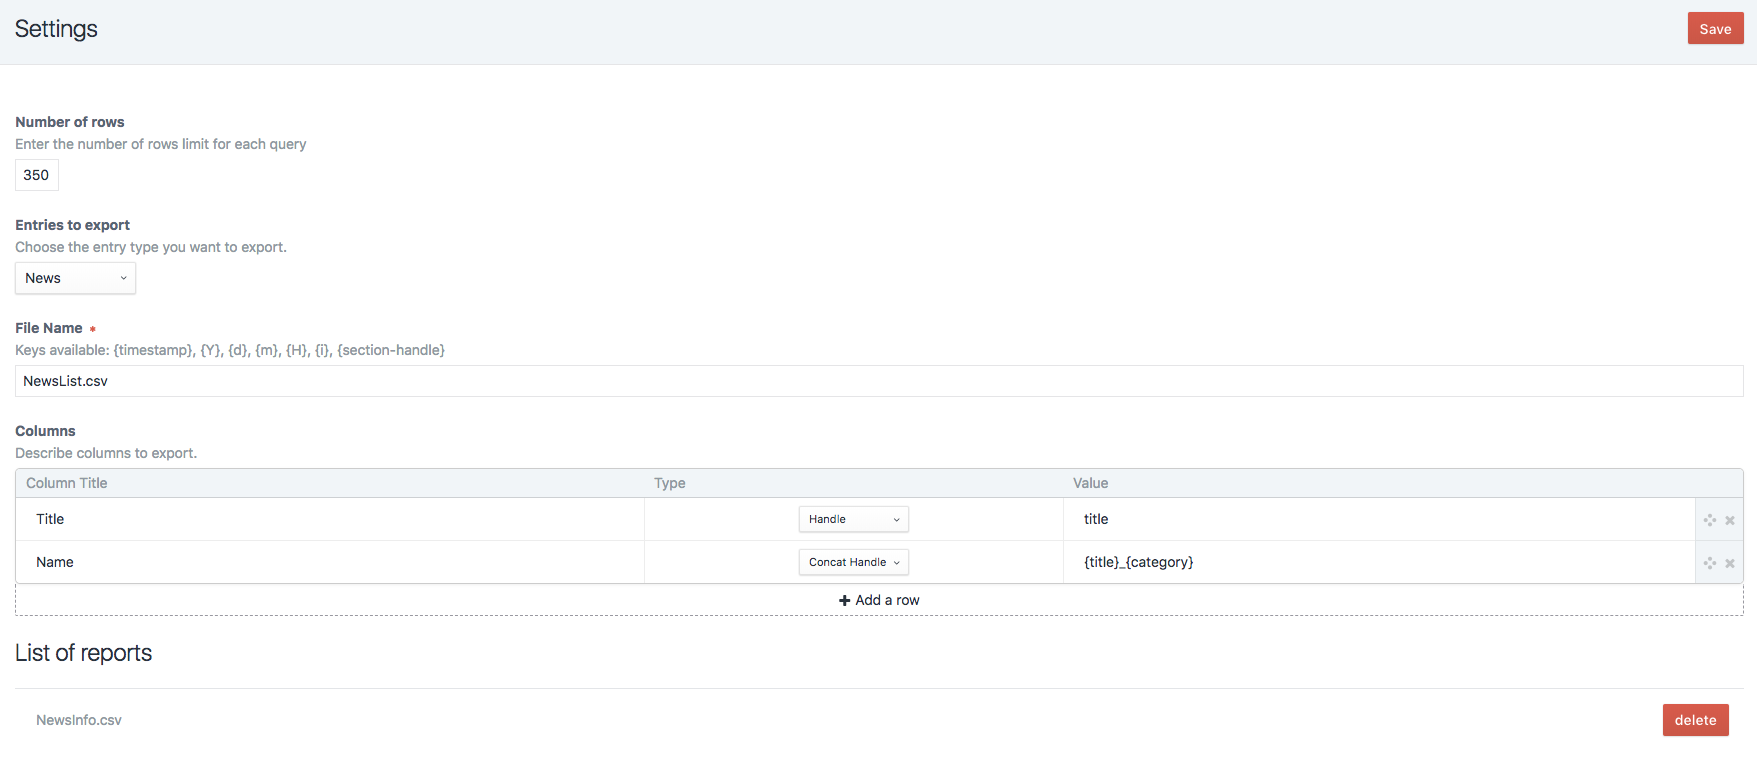 Settings
Save
Number of rows
Enter the number of rows limit for each query
350
Entries to export
Choose the entry type you want to export.
News
File Name *
Keys available: {timestamp}, {Y}, {d}, {m}, {H}, {i}, {section-handle}
NewsList.csv
Columns
Describe columns to export.
Column Title Type Value
Title Handle title
Name Concat Handle {title}_{category}
Add a row
List of reports
NewsInfo.csv delete